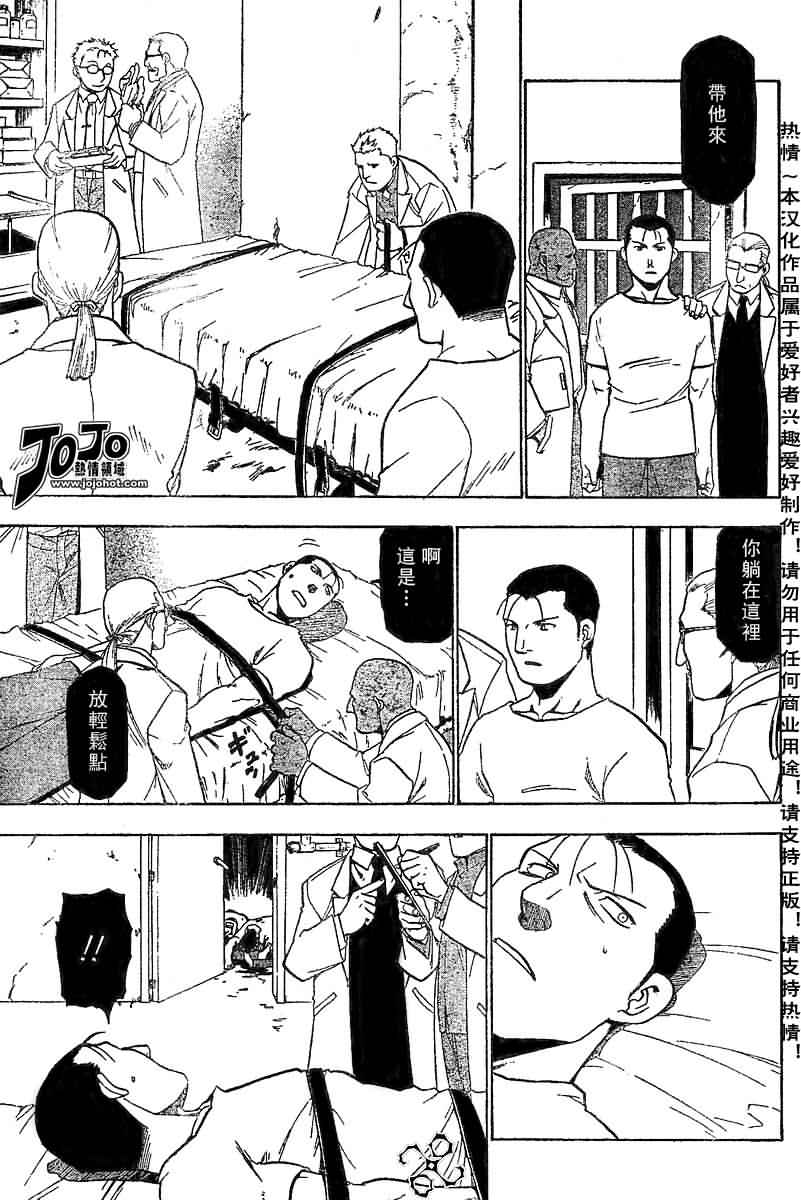 帶他來
你躺在這裡
啊
這是…
放輕鬆點
ギュウ
!!
JOJO
熱情領域
www.jojohot.com
热情~本汉化作品属于爱好者兴趣爱好制作!请勿用于任何商业用途!请支持正版!请支持热情!